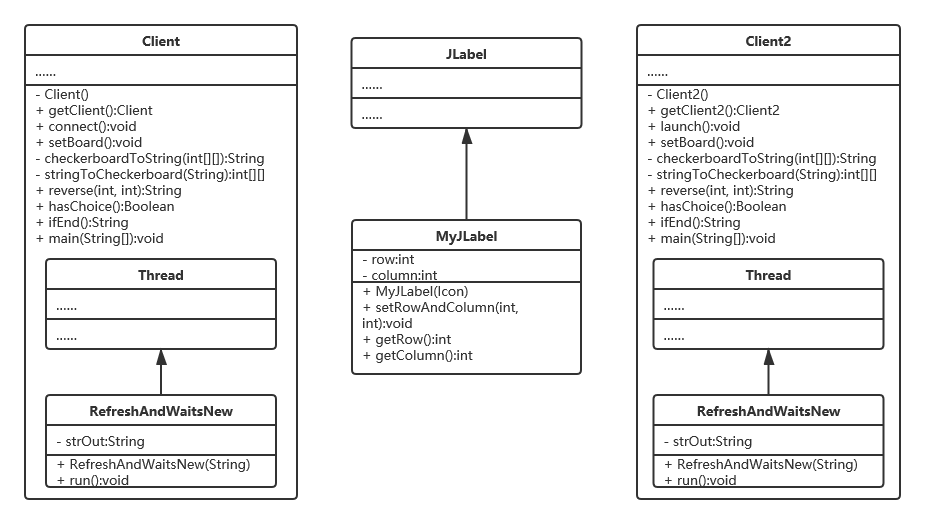 Client
......
- Client()
+ getClient():Client
+ connect():void
+ setBoard():void
- checkerboardToString(int[][]):String
- stringToCheckerboard(String):int[][]
+ reverse(int, int):String
+ hasChoice():Boolean
+ ifEnd():String
+ main(String[]):void
Thread
......
......
RefreshAndWaitsNew
- strOut:String
+ RefreshAndWaitsNew(String)
+ run():void
JLabel
......
......
MyJLabel
- row:int
- column:int
+ MyJLabel(Icon)
+ setRowAndColumn(int,
int):void
+ getRow():int
+ getColumn():int
Client2
......
- Client2()
+ getClient2():Client2
+ launch():void
+ setBoard():void
- checkerboardToString(int[][]):String
- stringToCheckerboard(String):int[][]
+ reverse(int, int):String
+ hasChoice():Boolean
+ ifEnd():String
+ main(String[]):void
Thread
......
......
RefreshAndWaitsNew
- strOut:String
+ RefreshAndWaitsNew(String)
+ run():void